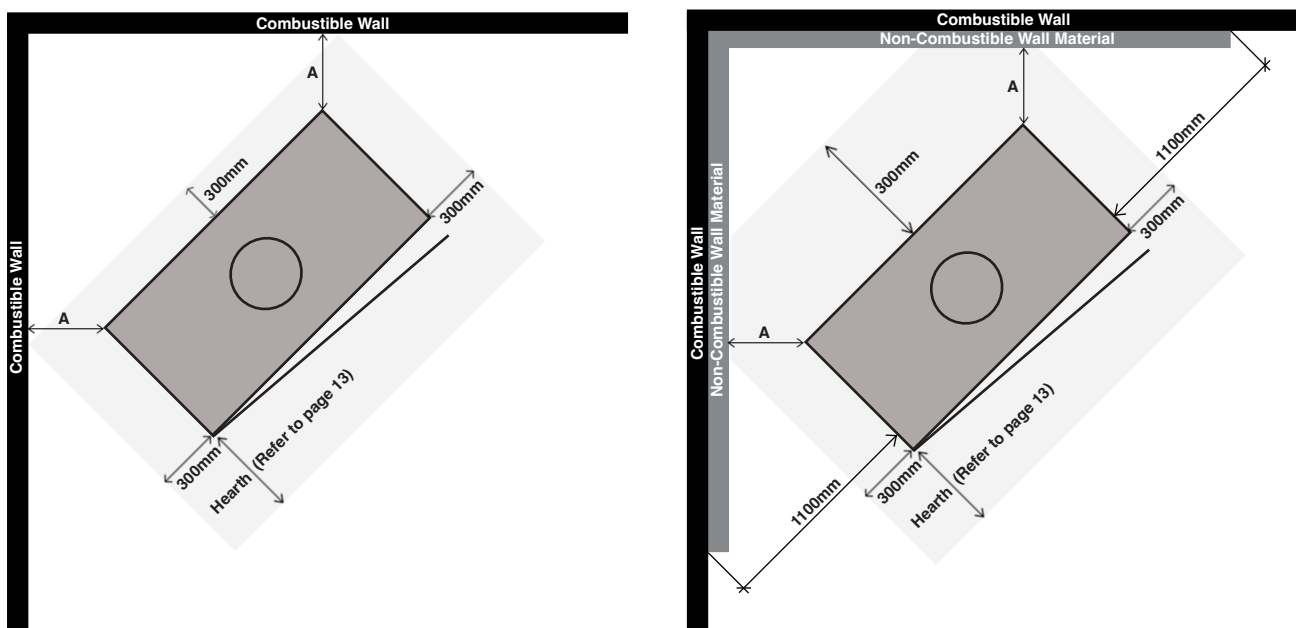 Combustible Wall
A
300mm
300mm
Combustible Wall
A
300mm
Hearth (Refer to page 13)
Combustible Wall
Non-Combustible Wall Material
A
1100mm
300mm
300mm
Combustible Wall
Non-Combustible Wall Material
A
300mm
Hearth (Refer to page 13)
1100mm